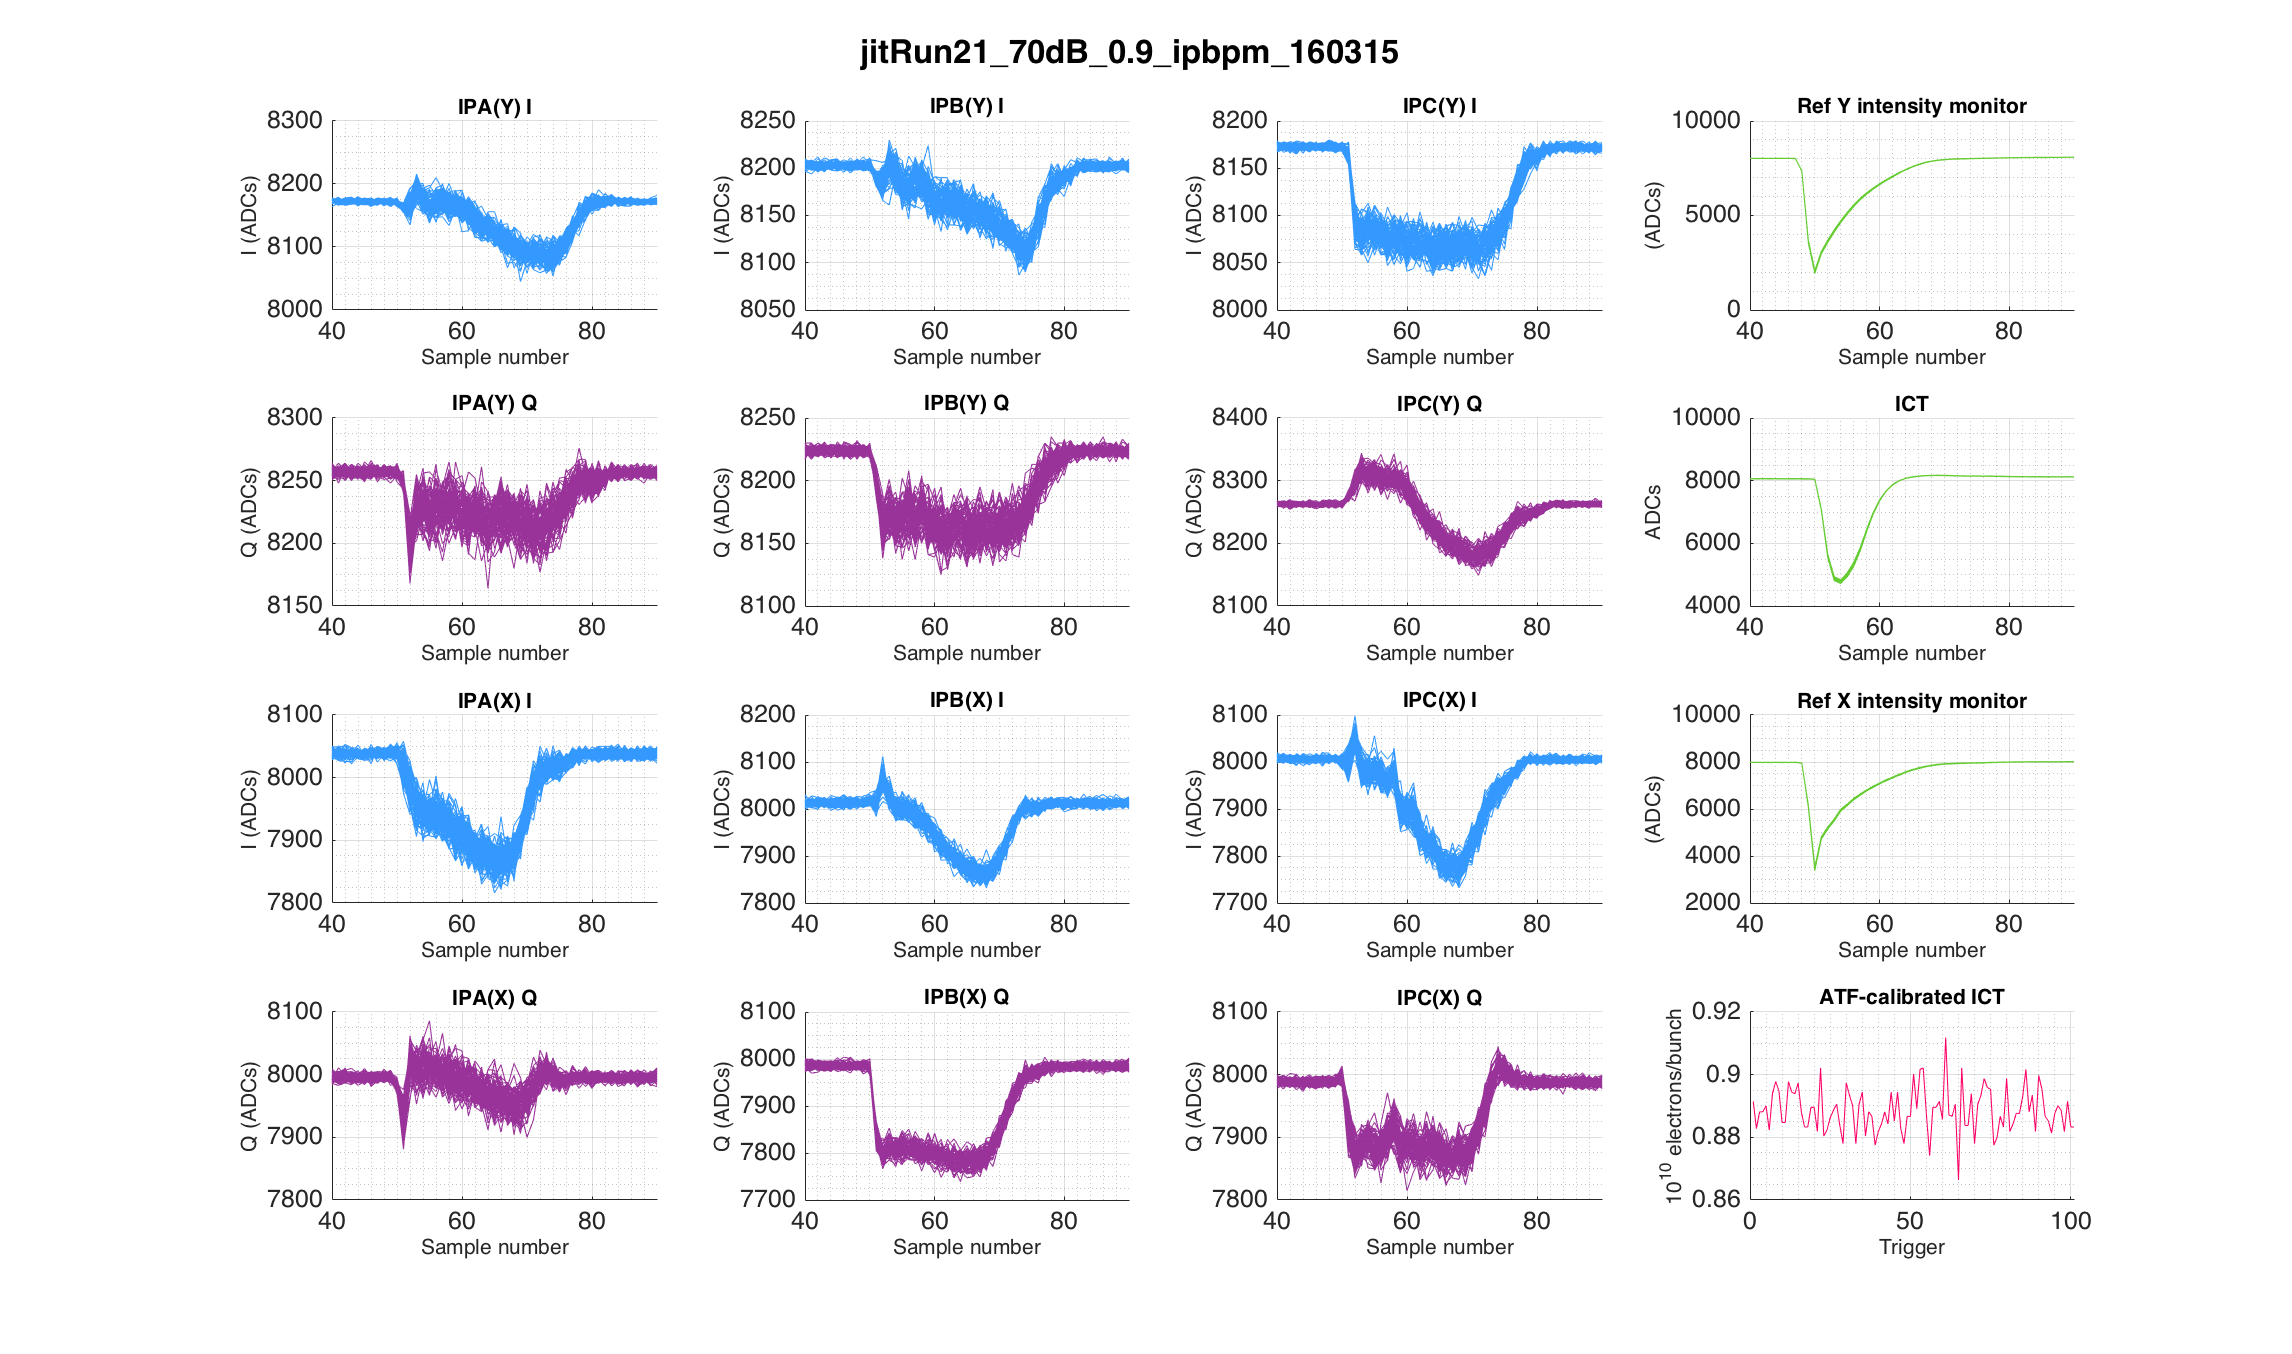 jitRun21_70dB_0.9_ipbpm_160315
IPA(Y) I
8300
8200
8100
8000
I (ADCs)
40 60 80
Sample number
IPB(Y) I
8250
8200
8150
8100
8050
I (ADCs)
40 60 80
Sample number
IPC(Y) I
8200
8150
8100
8050
8000
I (ADCs)
40 60 80
Sample number
Ref Y intensity monitor
10000
5000
0
(ADCs)
40 60 80
Sample number
IPA(Y) Q
8300
8250
8200
8150
Q (ADCs)
40 60 80
Sample number
IPB(Y) Q
8250
8200
8150
8100
Q (ADCs)
40 60 80
Sample number
IPC(Y) Q
8400
8300
8200
8100
Q (ADCs)
40 60 80
Sample number
ICT
10000
8000
6000
4000
ADCs
40 60 80
Sample number
IPA(X) I
8100
8000
7900
7800
I (ADCs)
40 60 80
Sample number
IPB(X) I
8200
8100
8000
7900
7800
I (ADCs)
40 60 80
Sample number
IPC(X) I
8100
8000
7900
7800
7700
I (ADCs)
40 60 80
Sample number
Ref X intensity monitor
10000
8000
6000
4000
2000
(ADCs)
40 60 80
Sample number
IPA(X) Q
8100
8000
7900
7800
Q (ADCs)
40 60 80
Sample number
IPB(X) Q
8100
8000
7900
7800
7700
Q (ADCs)
40 60 80
Sample number
IPC(X) Q
8100
8000
7900
7800
Q (ADCs)
40 60 80
Sample number
ATF-calibrated ICT
0.92
0.9
0.88
0.86
10^10 electrons/bunch
0 50 100
Trigger